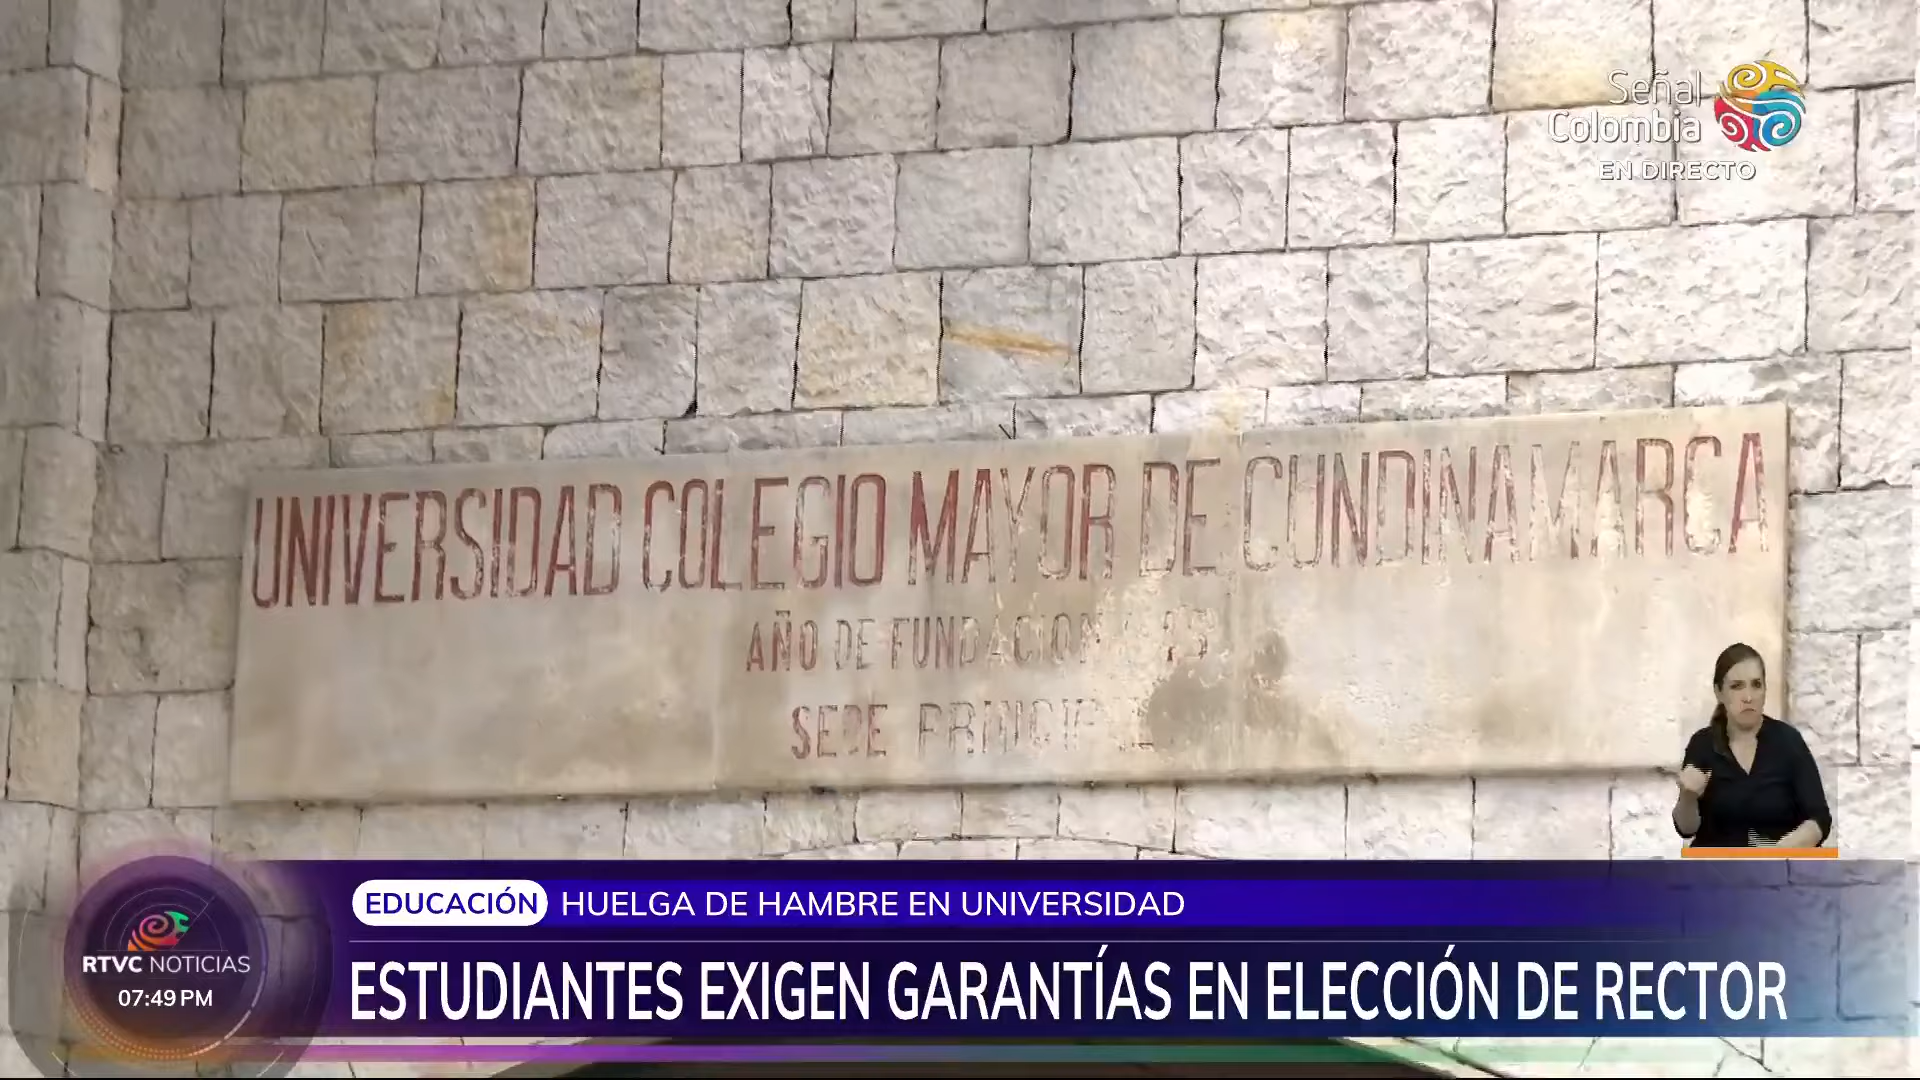 Señal
Colombia
EN DIRECTO
UNIVERSIDAD COLEGIO MAYOR DE CUNDINAMARCA
AÑO DE FUNDACION
SEDE
EDUCACIÓN HUELGA DE HAMBRE EN UNIVERSIDAD
ESTUDIANTES EXIGEN GARANTÍAS EN ELECCIÓN DE RECTOR
RTVC NOTICIAS
07:49 PM